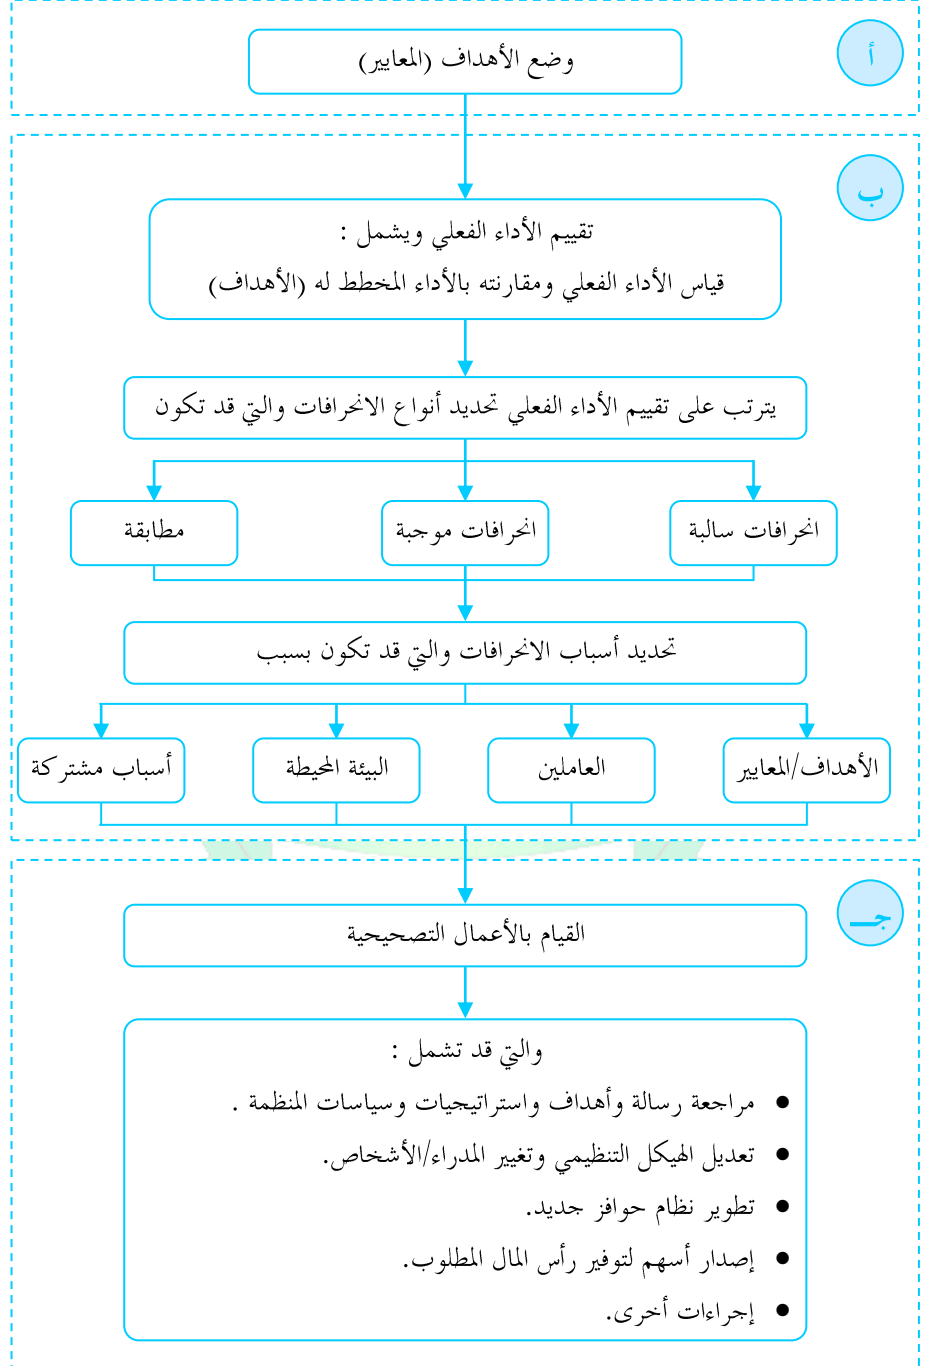 أ
وضع الأهداف (المعايير)
ب
تقييم الأداء الفعلي ويشمل :
قياس الأداء الفعلي ومقارنته بالأداء المخطط له (الأهداف)
يترتب على تقييم الأداء الفعلي تحديد أنواع الانحرافات والتي قد تكون
انحرافات سالبة
انحرافات موجبة
مطابقة
تحديد أسباب الانحرافات والتي قد تكون بسبب
الأهداف/المعايير
العاملين
البيئة المحيطة
أسباب مشتركة
جـــ
القيام بالأعمال التصحيحية
والتي قد تشمل :
● مراجعة رسالة وأهداف واستراتيجيات وسياسات المنظمة .
● تعديل الهيكل التنظيمي وتغيير المدراء/الأشخاص.
● تطوير نظام حوافز جديد.
● إصدار أسهم لتوفير رأس المال المطلوب.
● إجراءات أخرى.